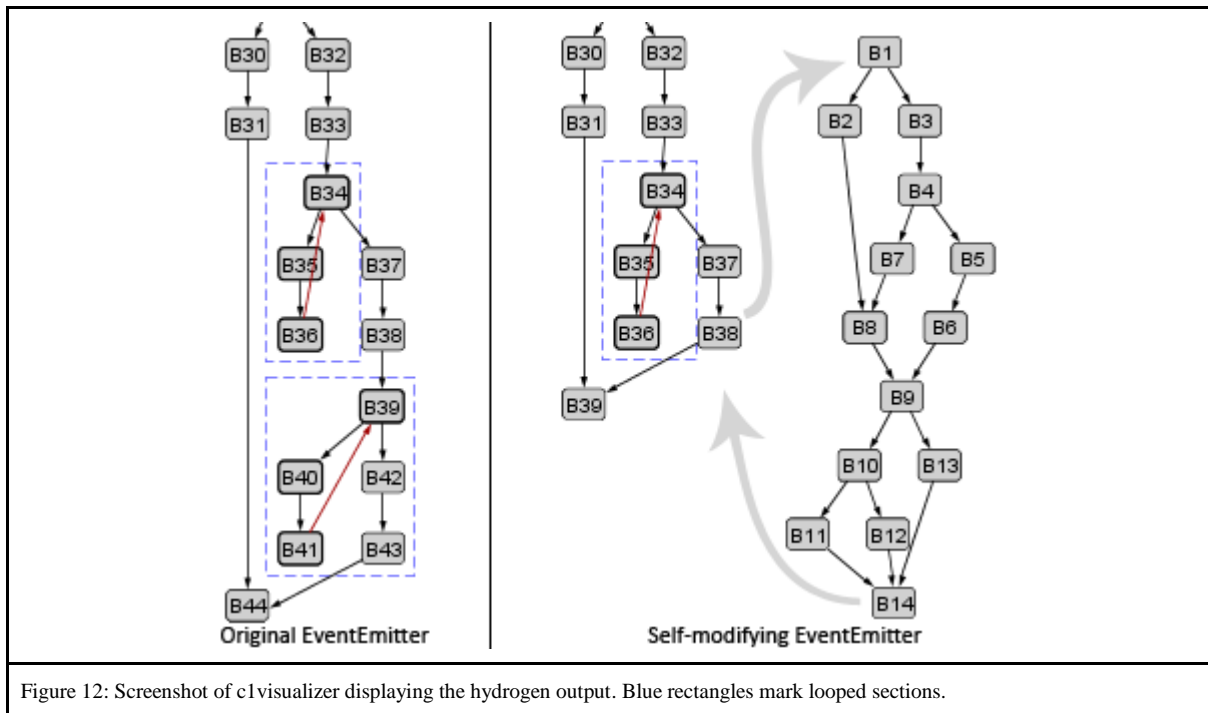 B30
B32
B31
B33
B34
B35
B37
B36
B38
B39
B40
B42
B41
B43
B44
Original EventEmitter
B30
B32
B31
B33
B34
B35
B37
B36
B38
B39
B1
B2
B3
B4
B7
B5
B8
B6
B9
B10
B13
B11
B12
B14
Self-modifying EventEmitter
Figure 12: Screenshot of c1visualizer displaying the hydrogen output. Blue rectangles mark looped sections.